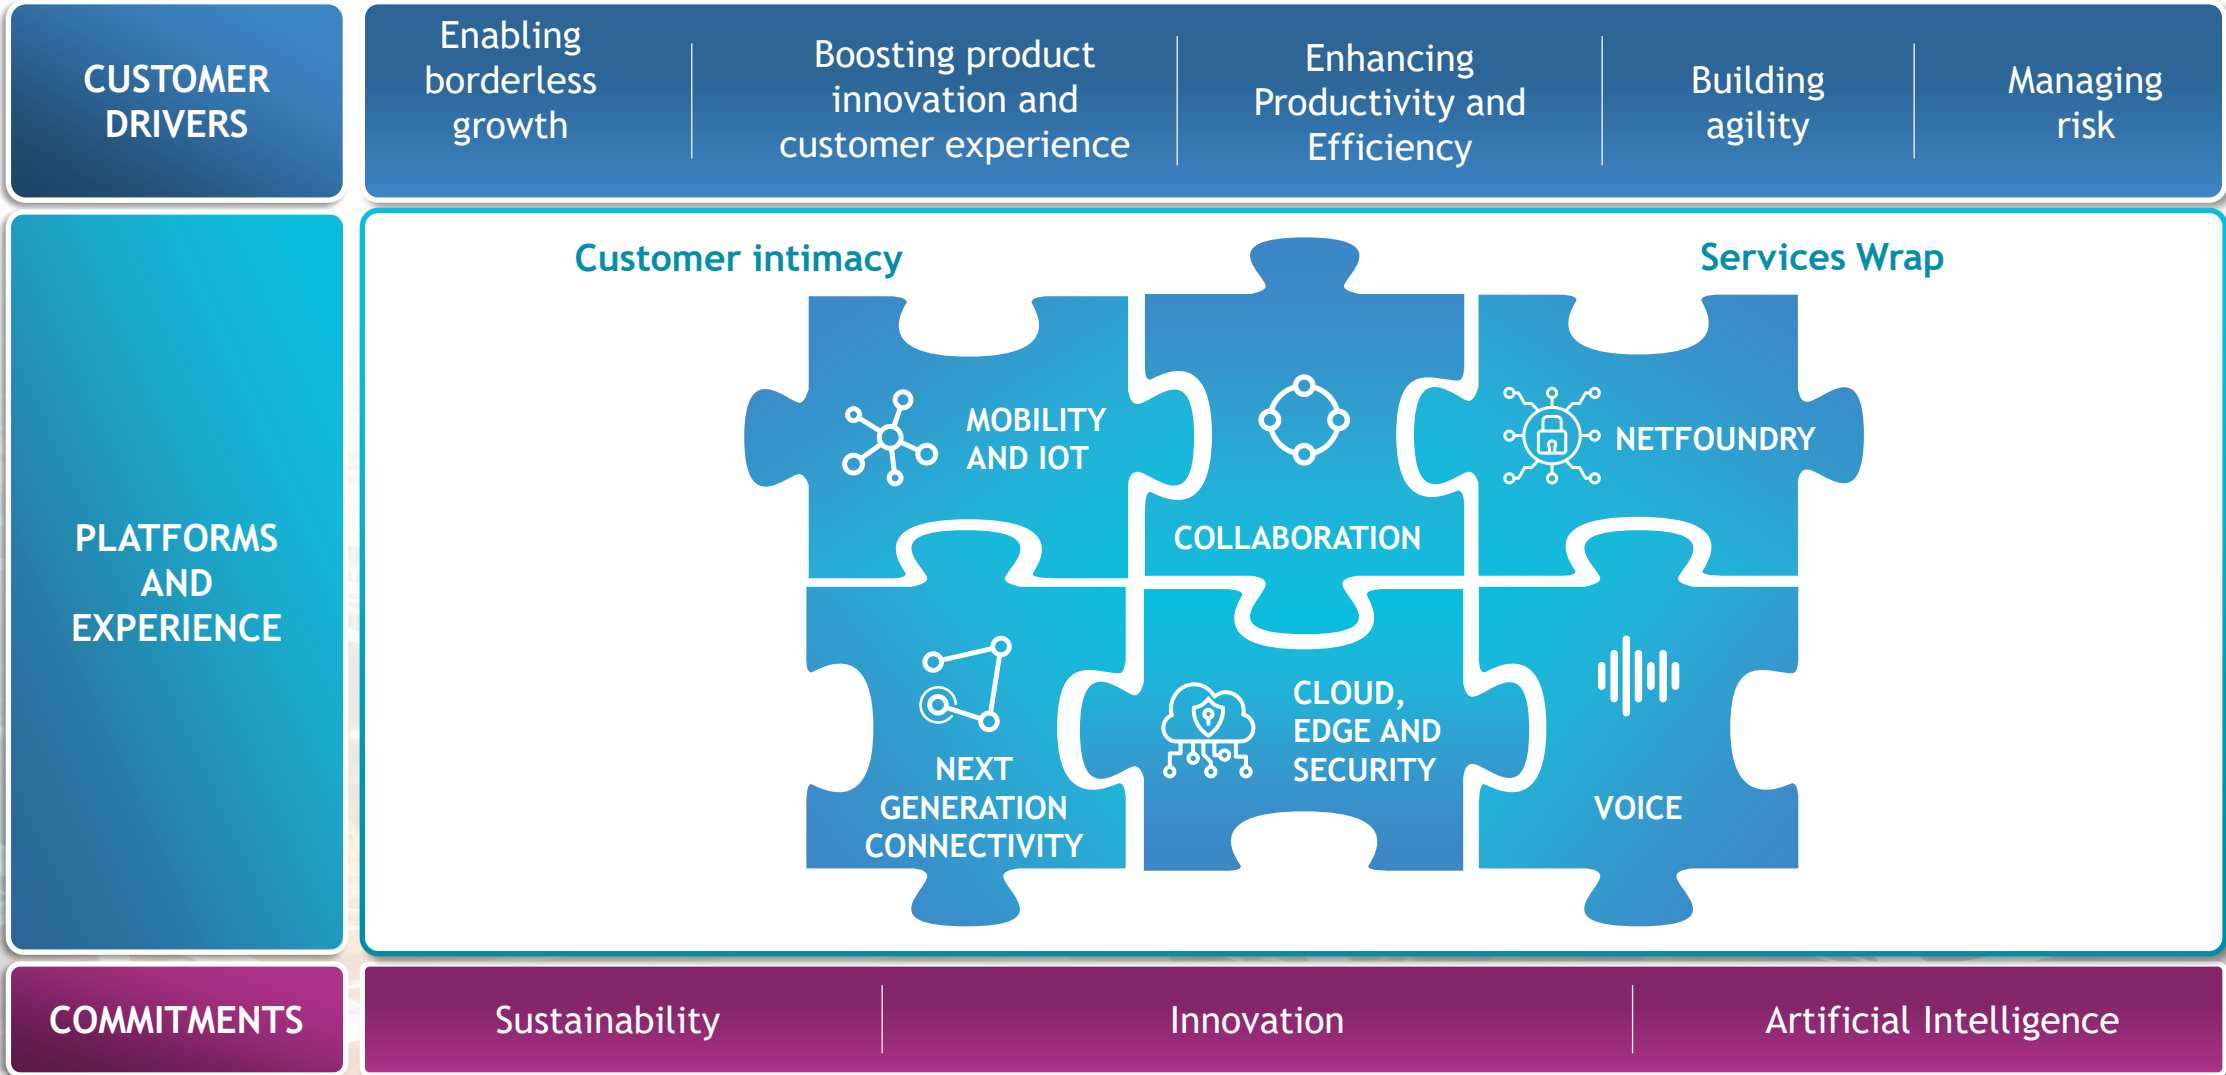 CUSTOMER
DRIVERS
Enabling
borderless
growth
Boosting product
innovation and
customer experience
Enhancing
Productivity and
Efficiency
Building
agility
Managing
risk
PLATFORMS
AND
EXPERIENCE
Customer intimacy
Services Wrap
MOBILITY
AND IOT
COLLABORATION
NETFOUNDRY
NEXT
GENERATION
CONNECTIVITY
CLOUD,
EDGE AND
SECURITY
VOICE
COMMITMENTS
Sustainability
Innovation
Artificial Intelligence